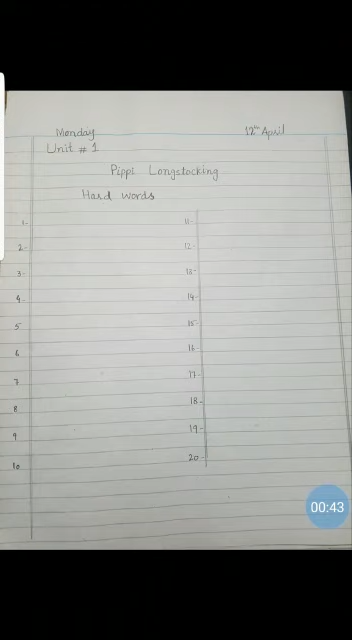 Monday 12th April
Unit # 1
Pippi Longstocking
Hard words
1- 11-
2- 12-
3- 13-
4- 14-
5 15-
6 16-
7 17-
8 18-
9 19-
10 20-
00:43